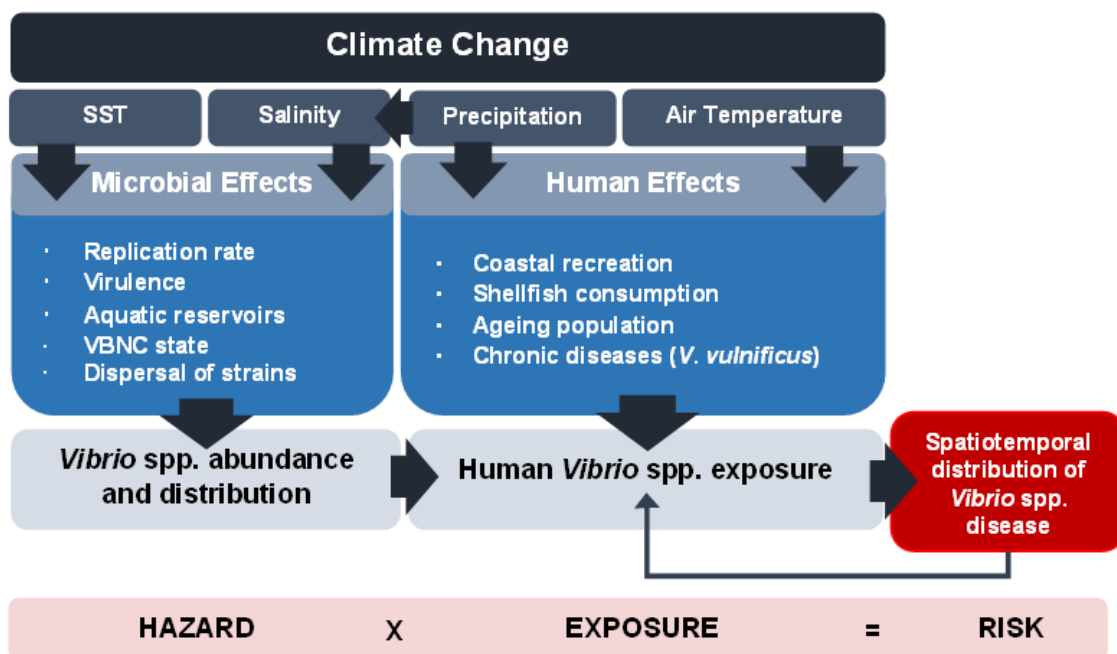 Climate Change
SST
Salinity
Precipitation
Air Temperature
Microbial Effects
Human Effects
· Replication rate
· Virulence
· Aquatic reservoirs
· VBNC state
· Dispersal of strains
· Coastal recreation
· Shellfish consumption
· Ageing population
· Chronic diseases (V. vulnificus)
Vibrio spp. abundance
and distribution
Human Vibrio spp. exposure
Spatiotemporal
distribution of
Vibrio spp.
disease
HAZARD X EXPOSURE = RISK